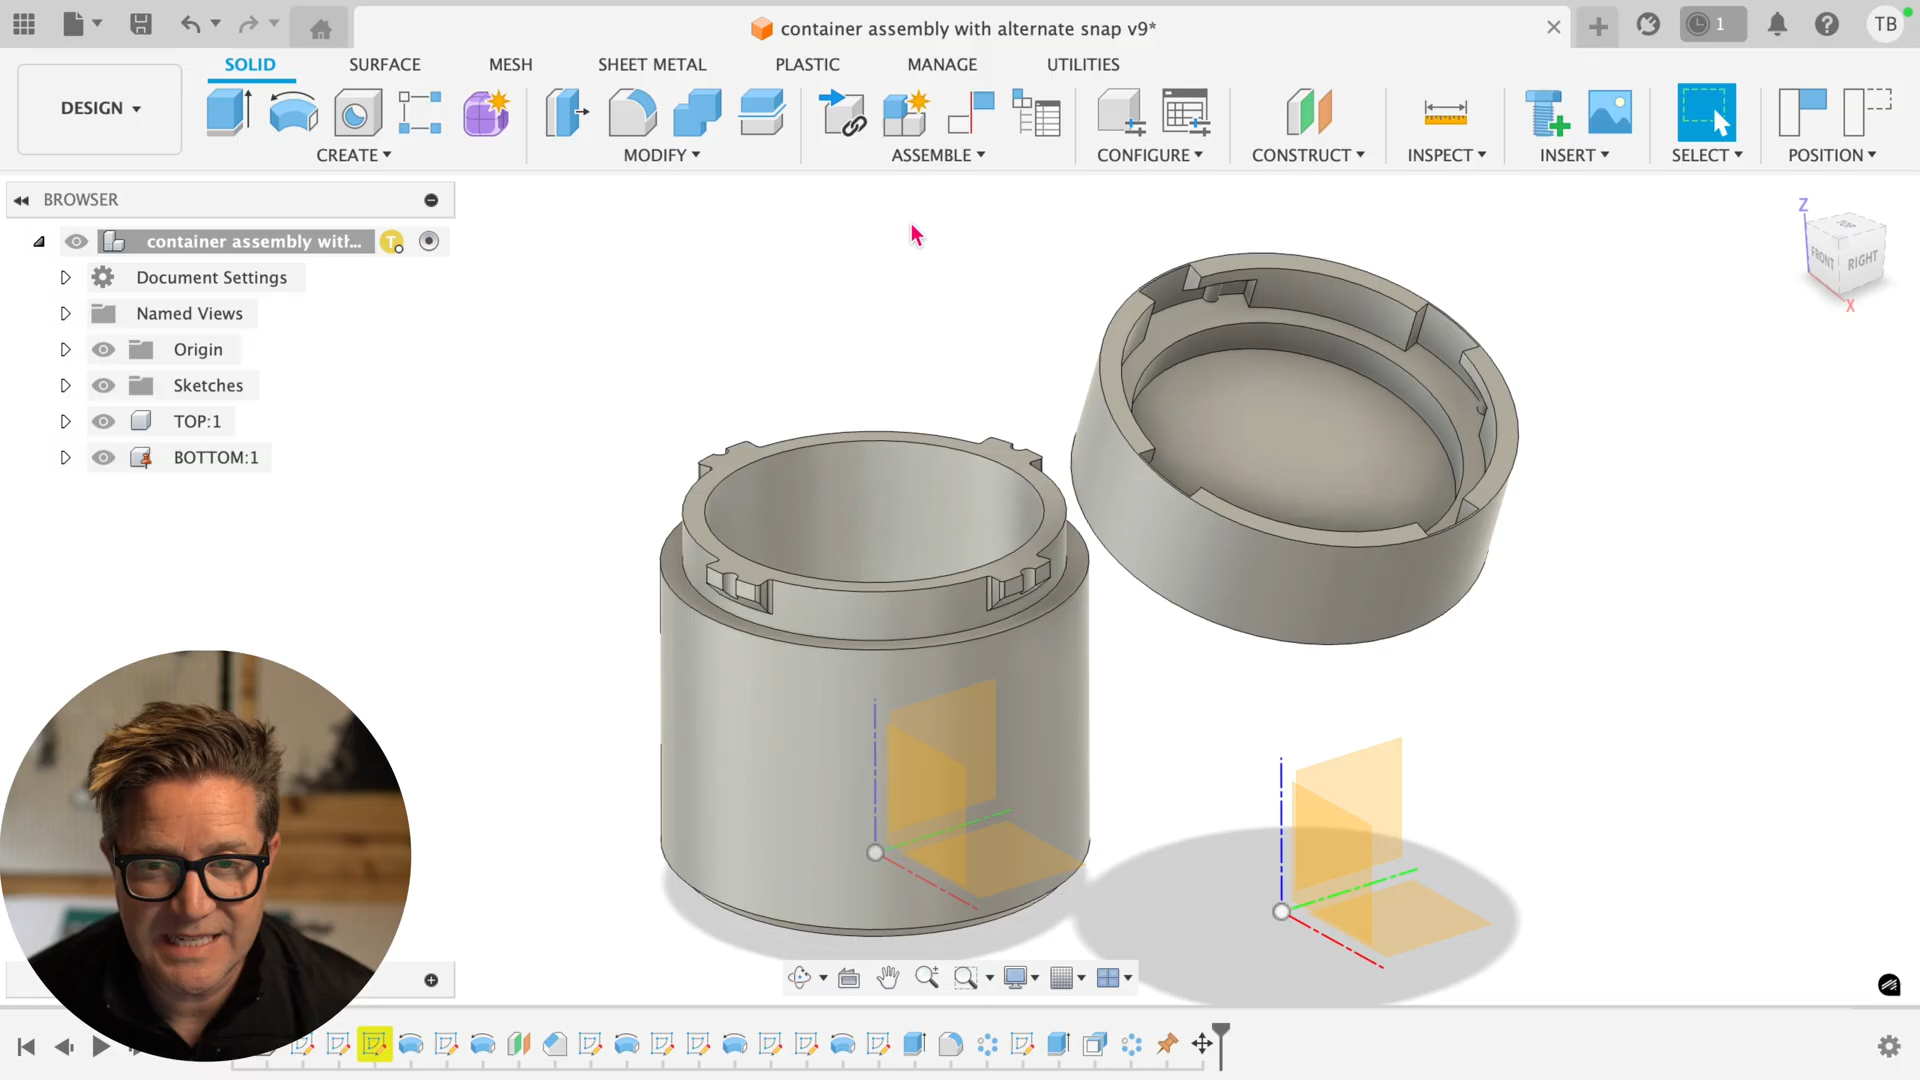 container assembly with alternate snap v9*
1
TB
DESIGN
SOLID
SURFACE
MESH
SHEET METAL
PLASTIC
MANAGE
UTILITIES
CREATE
MODIFY
ASSEMBLE
CONFIGURE
CONSTRUCT
INSPECT
INSERT
SELECT
POSITION
BROWSER
container assembly with...
T
Document Settings
Named Views
Origin
Sketches
TOP:1
BOTTOM:1
Z
TOP
FRONT
RIGHT
X